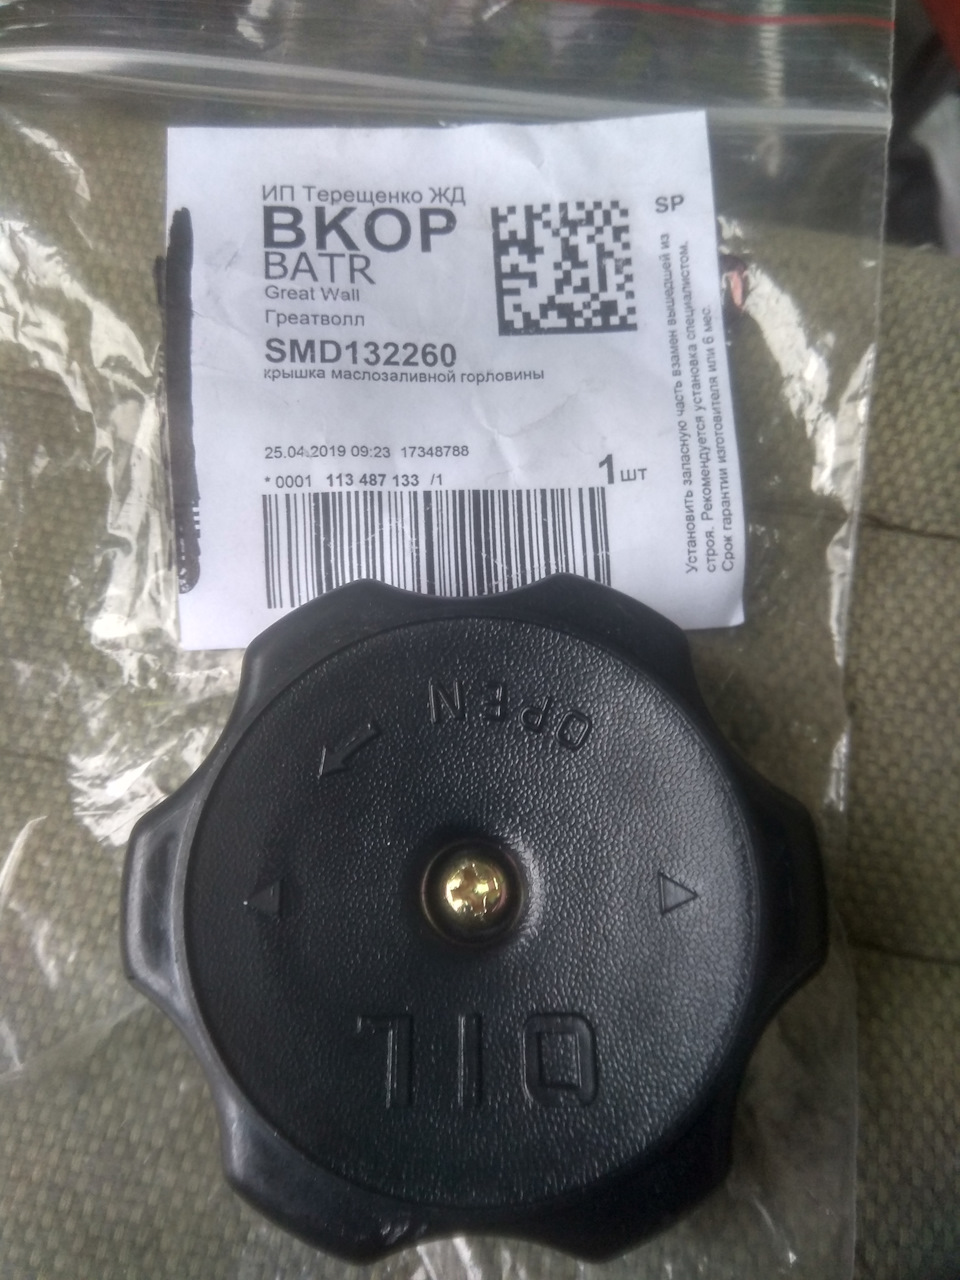 ИП Терещенко ЖД
BKOP
BATR
Great Wall
Греатволл
SMD132260
крышка маслозаливной горловины
25.04.2019 09:23 17348788
* 0001 113 487 133 /1
1шт
SP
Установить запасную часть взамен вышедшей из
строя. Рекомендуется установка специалистом.
Срок гарантии изготовителя или 6 мес.
OPEN
OIL